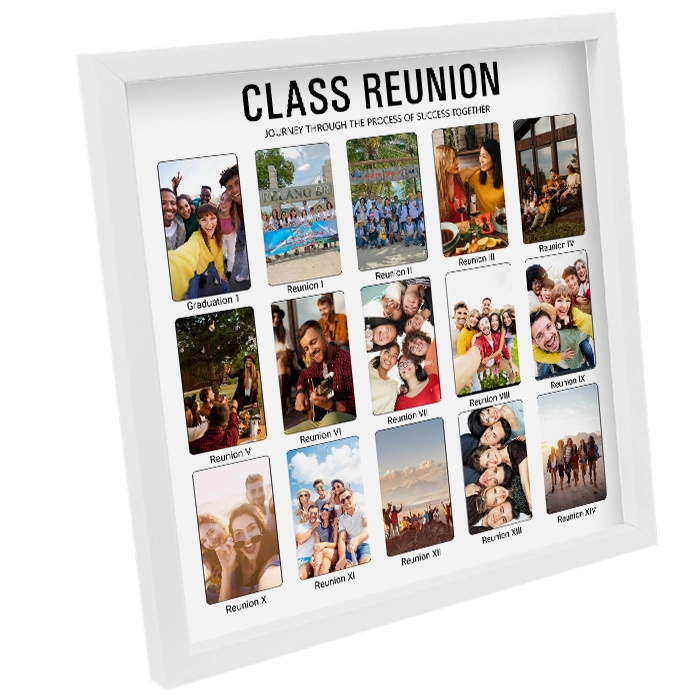 CLASS REUNION
JOURNEY THROUGH THE PROCESS OF SUCCESS TOGETHER
Graduation 1
Reunion I
Reunion II
Reunion III
Reunion IV
Reunion V
Reunion VI
Reunion VII
Reunion VIII
Reunion IX
Reunion X
Reunion XI
Reunion XII
Reunion XIII
Reunion XIV